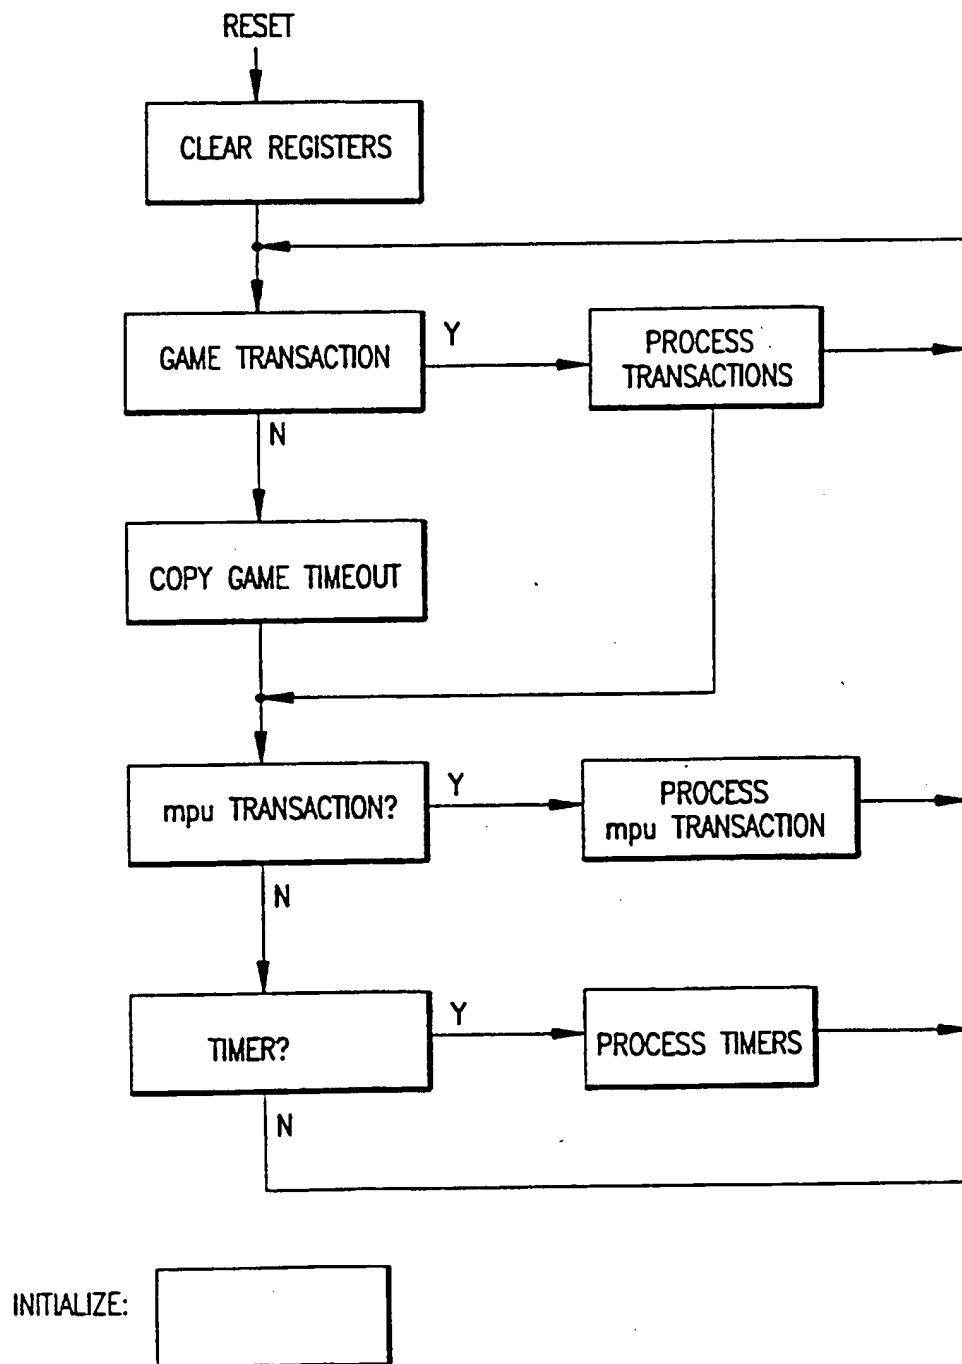 RESET
CLEAR REGISTERS
GAME TRANSACTION
Y
PROCESS
TRANSACTIONS
N
COPY GAME TIMEOUT
mpu TRANSACTION?
Y
PROCESS
mpu TRANSACTION
N
TIMER?
Y
PROCESS TIMERS
N
INITIALIZE: